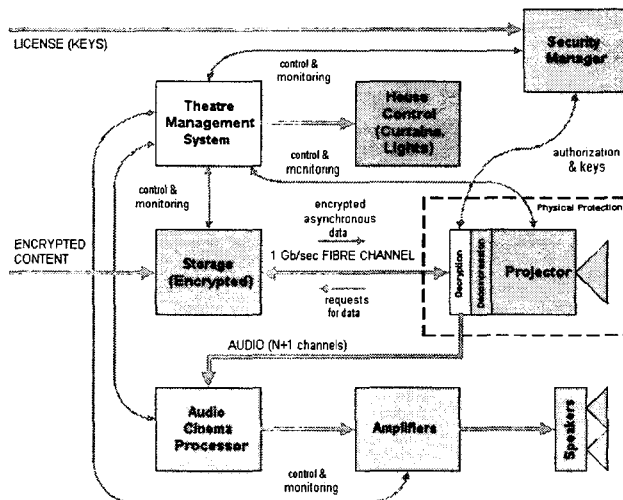 LICENSE (KEYS)
Security
Manager
control &
monitoring
Theatre
Management
System
House
Control
(Curtains,
Lights)
control &
monitoring
authorization
& keys
control &
monitoring
encrypted
asynchronous
data
Physical Protection
ENCRYPTED
CONTENT
Storage
(Encrypted)
1 Gb/sec FIBRE CHANNEL
Decryption
Decompression
Projector
requests
for data
AUDIO (N+1 channels)
Audio
Cinema
Processor
Amplifiers
Speakers
control &
monitoring